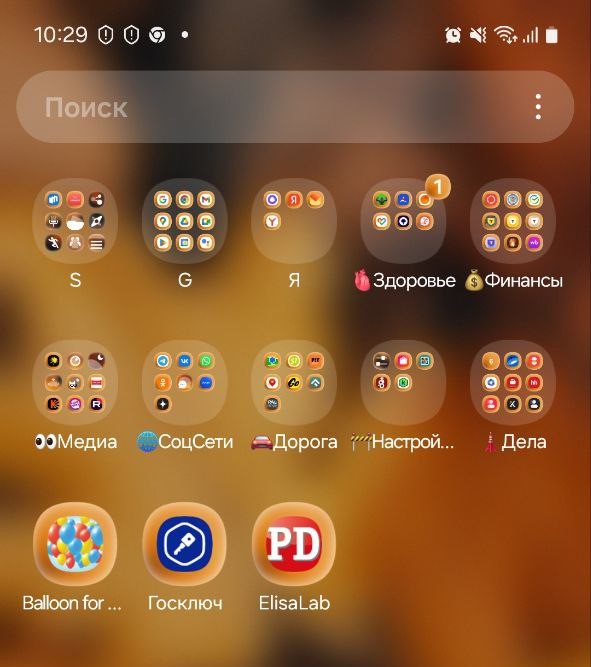 10:29
Поиск
1
S
G
Я
🫀Здоровье
💰Финансы
👀Медиа
🌐СоцСети
🚘Дорога
🚧Настрой...
💃Дела
PD
Balloon for ...
Госключ
ElisaLab